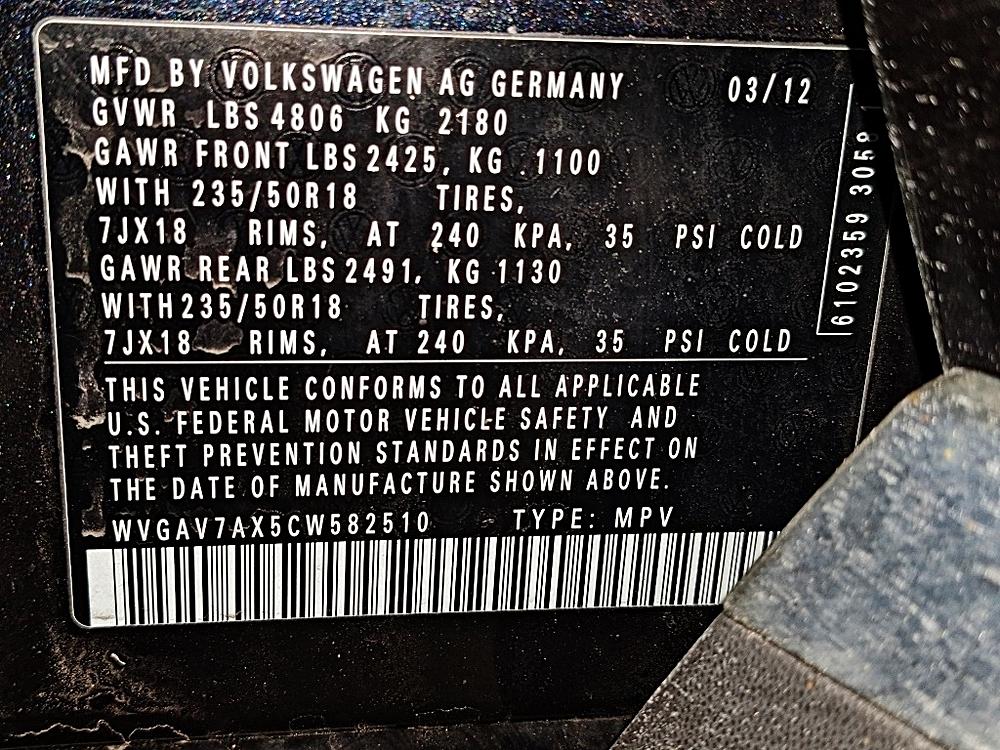 MFD BY VOLKSWAGEN AG GERMANY 03/12
GVWR LBS 4806 KG 2180
GAWR FRONT LBS 2425, KG 1100
WITH 235/50R18 TIRES,
7JX18 RIMS, AT 240 KPA, 35 PSI COLD
GAWR REAR LBS 2491, KG 1130
WITH 235/50R18 TIRES,
7JX18 RIMS, AT 240 KPA, 35 PSI COLD
THIS VEHICLE CONFORMS TO ALL APPLICABLE
U.S. FEDERAL MOTOR VEHICLE SAFETY AND
THEFT PREVENTION STANDARDS IN EFFECT ON
THE DATE OF MANUFACTURE SHOWN ABOVE.
WVGAV7AX5CW582510 TYPE: MPV
6102359 3059